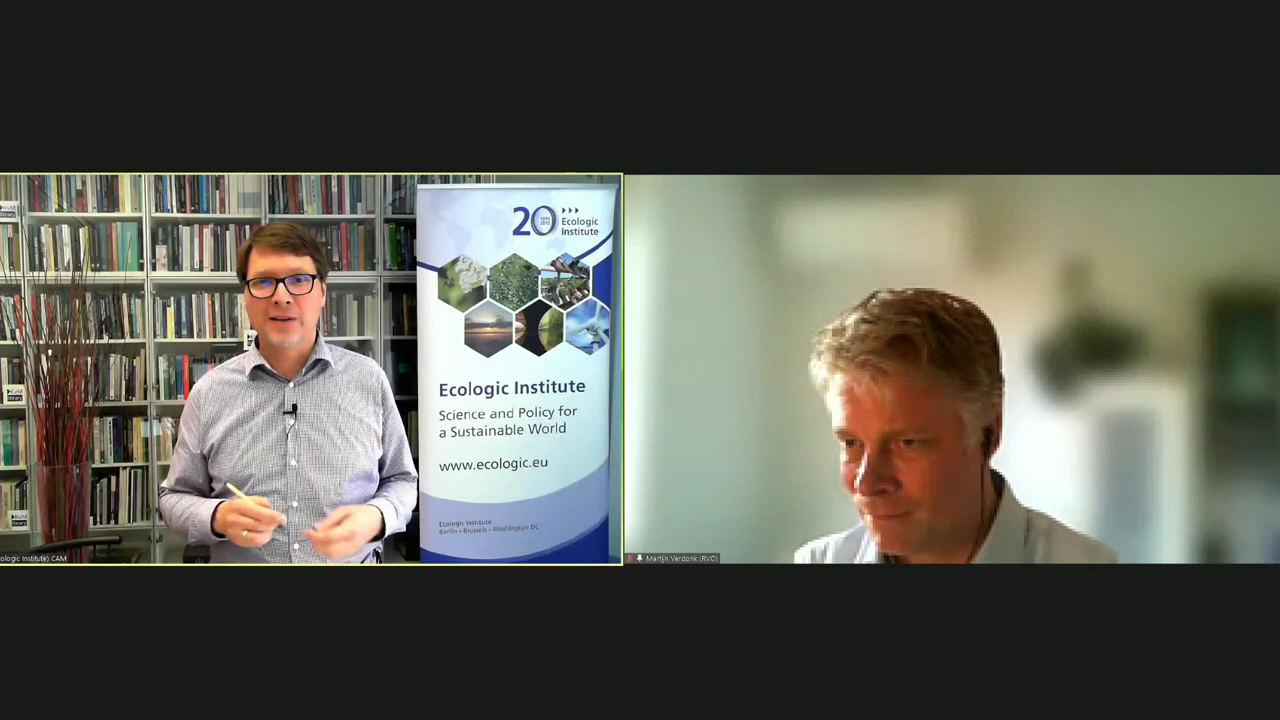 20
Ecologic
Institute
Ecologic Institute
Science and Policy for
a Sustainable World
www.ecologic.eu
Ecologic Institute
Berlin • Brussels • Washington DC
ologic Institute) CAM
Martijn Verdonk (RVO)